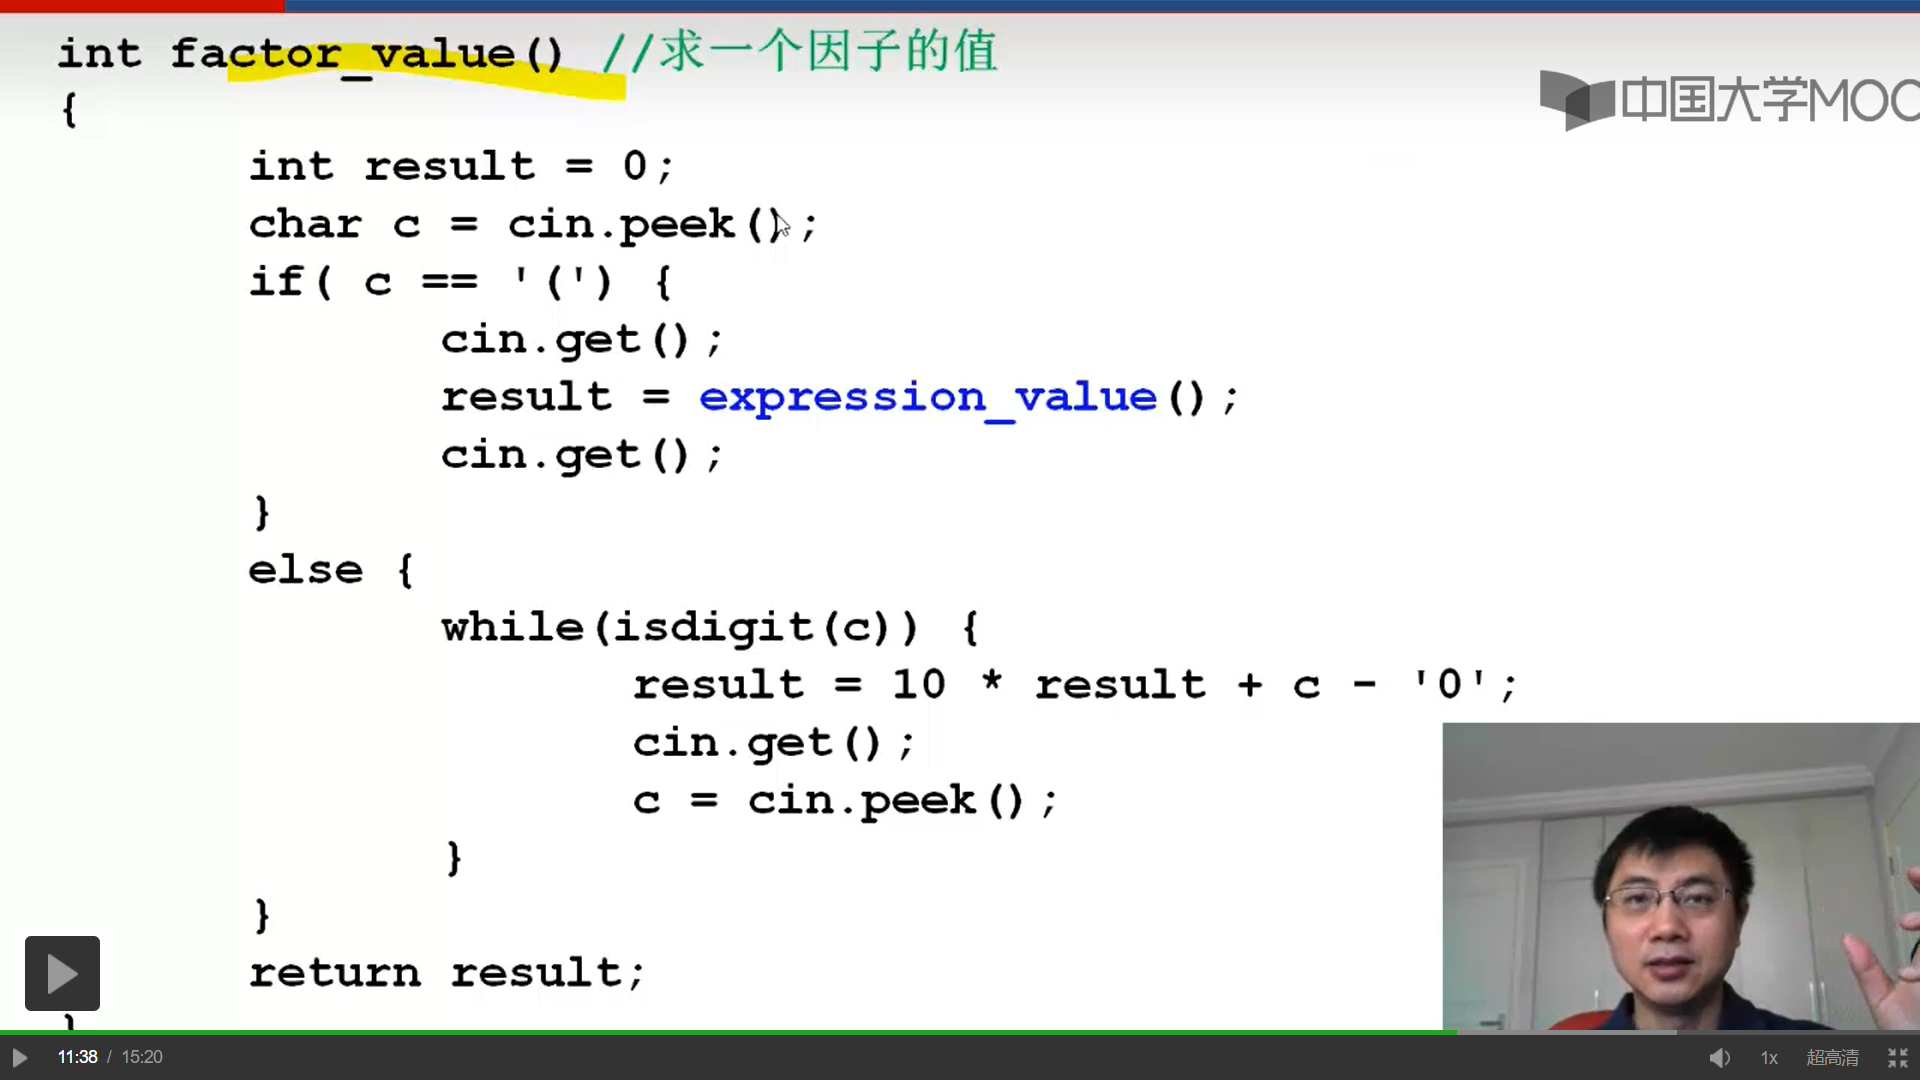 int factor_value() //求一个因子的值
中国大学MOO
{
int result = 0;
char c = cin.peek();
if( c == '(') {
cin.get();
result = expression_value();
cin.get();
}
else {
while(isdigit(c)) {
result = 10 * result + c - '0';
cin.get();
c = cin.peek();
}
}
return result;
}
11:38 / 15:20
1x
超高清